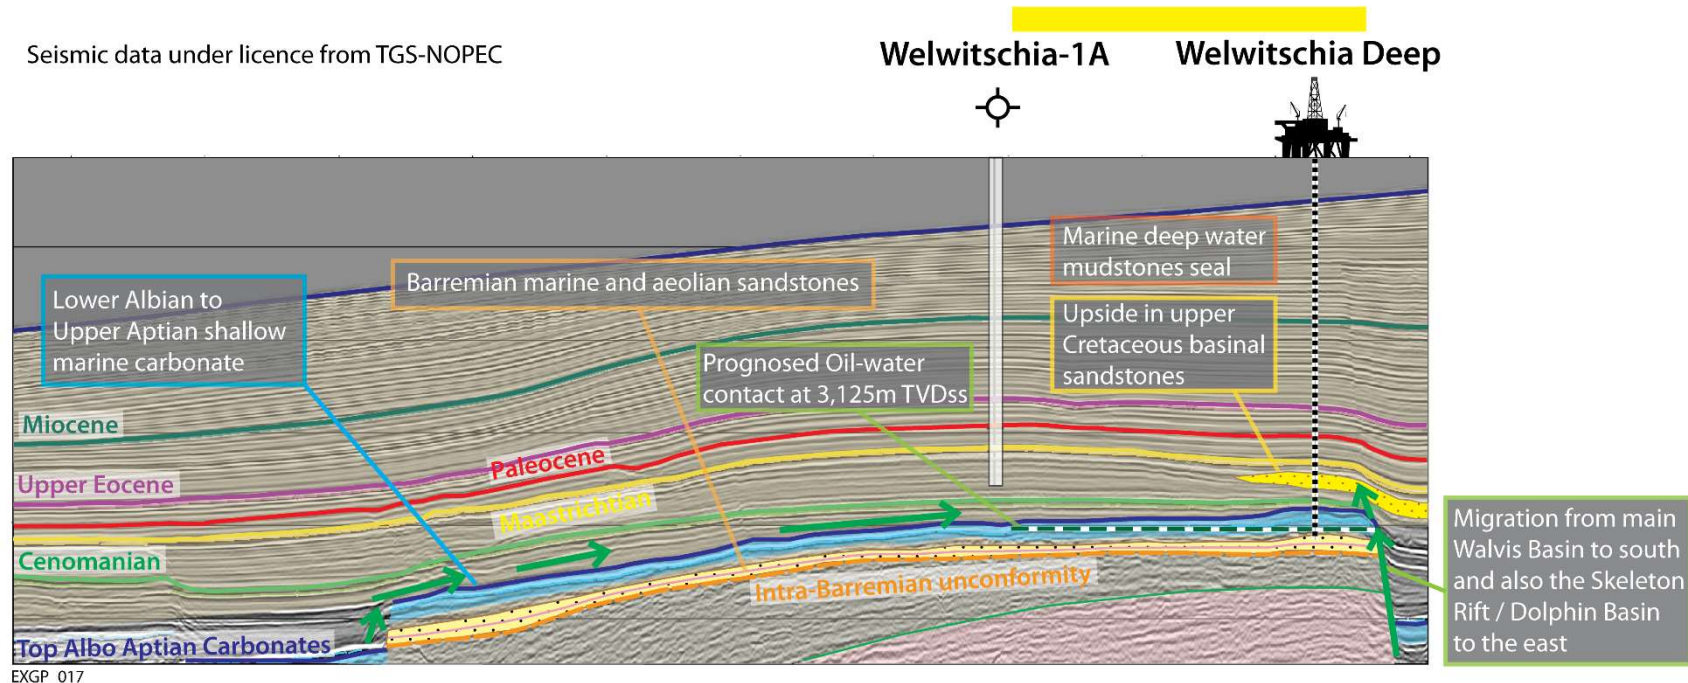 Seismic data under licence from TGS-NOPEC
Welwitschia-1A
Welwitschia Deep
Lower Albian to
Upper Aptian shallow
marine carbonate
Barremian marine and aeolian sandstones
Prognosed Oil-water
contact at 3,125m TVDss
Marine deep water
mudstones seal
Upside in upper
Cretaceous basinal
sandstones
Miocene
Upper Eocene
Paleocene
Maastrichtian
Cenomanian
Intra-Barremian unconformity
Top Albo Aptian Carbonates
Migration from main
Walvis Basin to south
and also the Skeleton
Rift / Dolphin Basin
to the east
EXGP 017